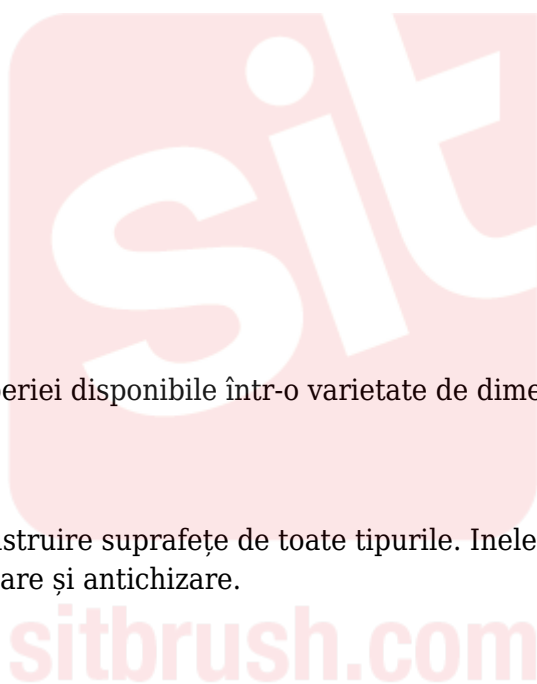 sit
eriei disponibile într-o varietate de dime
struire suprafețe de toate tipurile. Inele
are și antichizare.
sitbrush.com